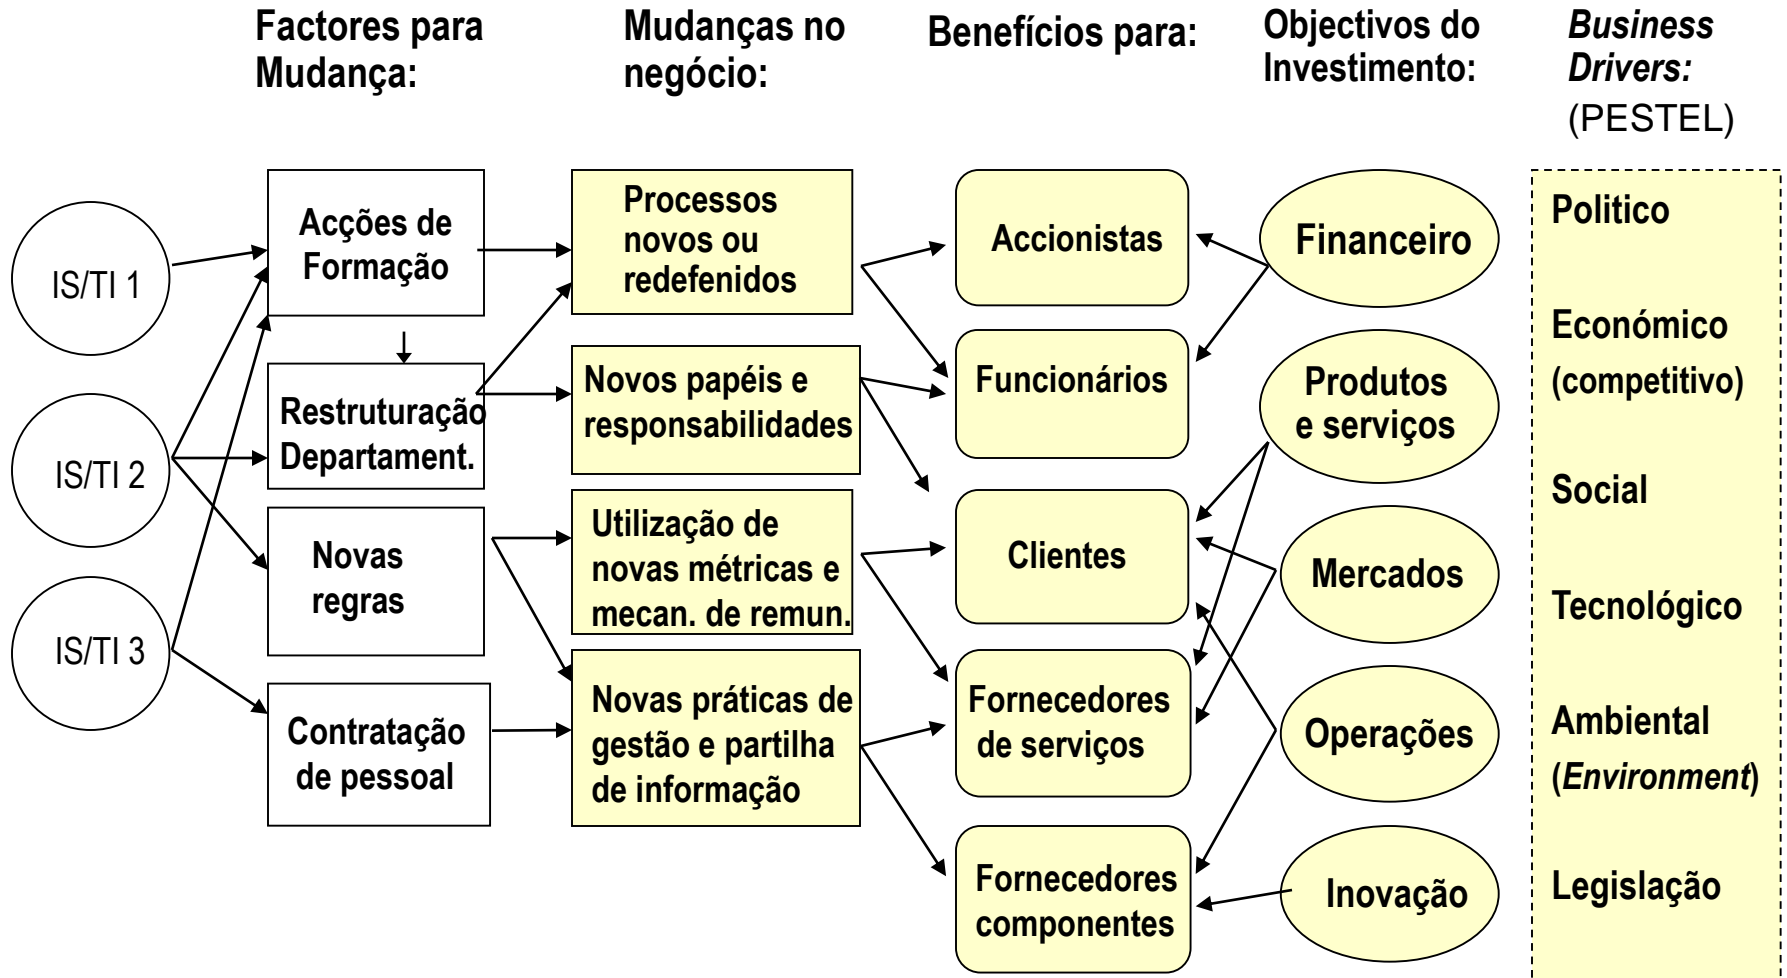 Factores para
Mudança:
Mudanças no
negócio:
Benefícios para:
Objectivos do
Investimento:
Business
Drivers:
(PESTEL)
IS/TI 1
IS/TI 2
IS/TI 3
Acções de
Formação
Restruturação
Departament.
Novas
regras
Contratação
de pessoal
Processos
novos ou
redefenidos
Novos papéis e
responsabilidades
Utilização de
novas métricas e
mecan. de remun.
Novas práticas de
gestão e partilha
de informação
Accionistas
Funcionários
Clientes
Fornecedores
de serviços
Fornecedores
componentes
Financeiro
Produtos
e serviços
Mercados
Operações
Inovação
Politico
Económico
(competitivo)
Social
Tecnológico
Ambiental
(Environment)
Legislação